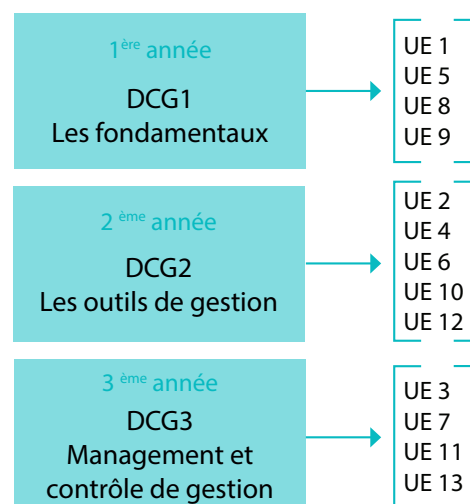 1ère année
DCG1
Les fondamentaux
UE 1
UE 5
UE 8
UE 9
2 ème année
DCG2
Les outils de gestion
UE 2
UE 4
UE 6
UE 10
UE 12
3 ème année
DCG3
Management et
contrôle de gestion
UE 3
UE 7
UE 11
UE 13